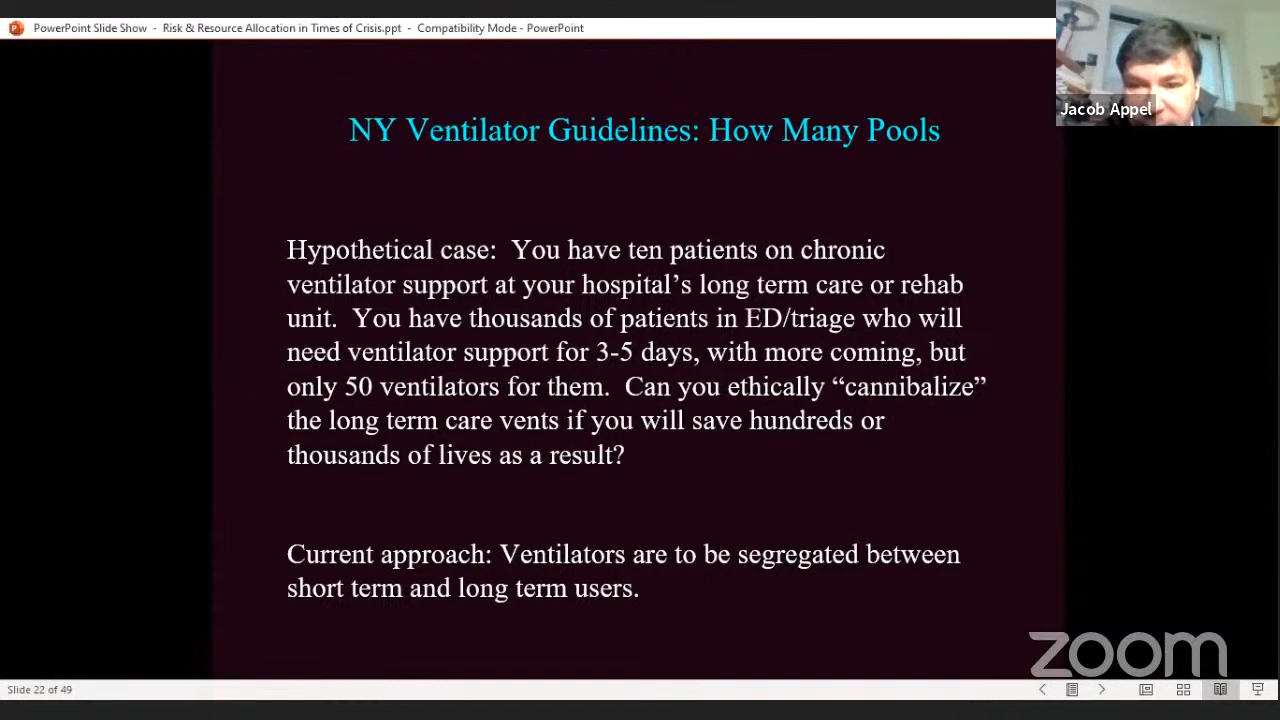 PowerPoint Slide Show - Risk & Resource Allocation in Times of Crisis.ppt - Compatibility Mode - PowerPoint
Jacob Appel
NY Ventilator Guidelines: How Many Pools
Hypothetical case: You have ten patients on chronic
ventilator support at your hospital’s long term care or rehab
unit. You have thousands of patients in ED/triage who will
need ventilator support for 3-5 days, with more coming, but
only 50 ventilators for them. Can you ethically “cannibalize”
the long term care vents if you will save hundreds or
thousands of lives as a result?
Current approach: Ventilators are to be segregated between
short term and long term users.
zoom
Slide 22 of 49